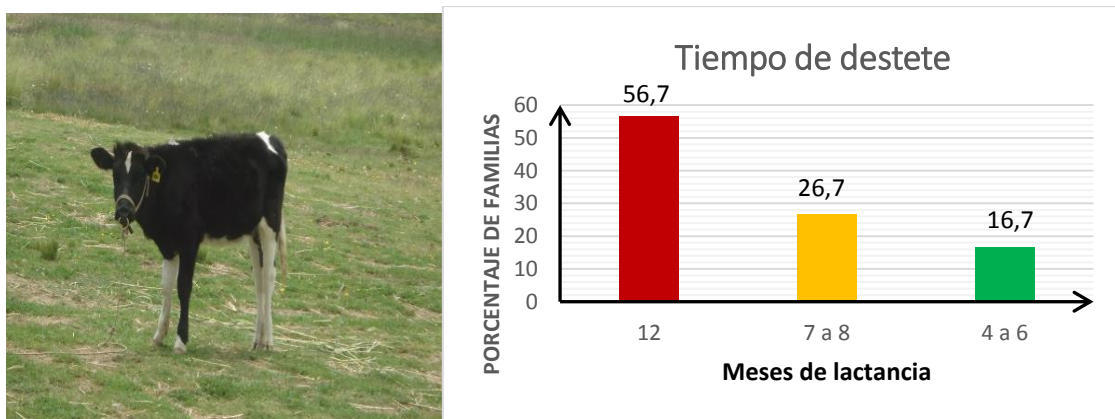 Tiempo de destete
56,7
26,7
16,7
60
50
40
30
20
10
0
PORCENTAJE DE FAMILIAS
12
7 a 8
4 a 6
Meses de lactancia